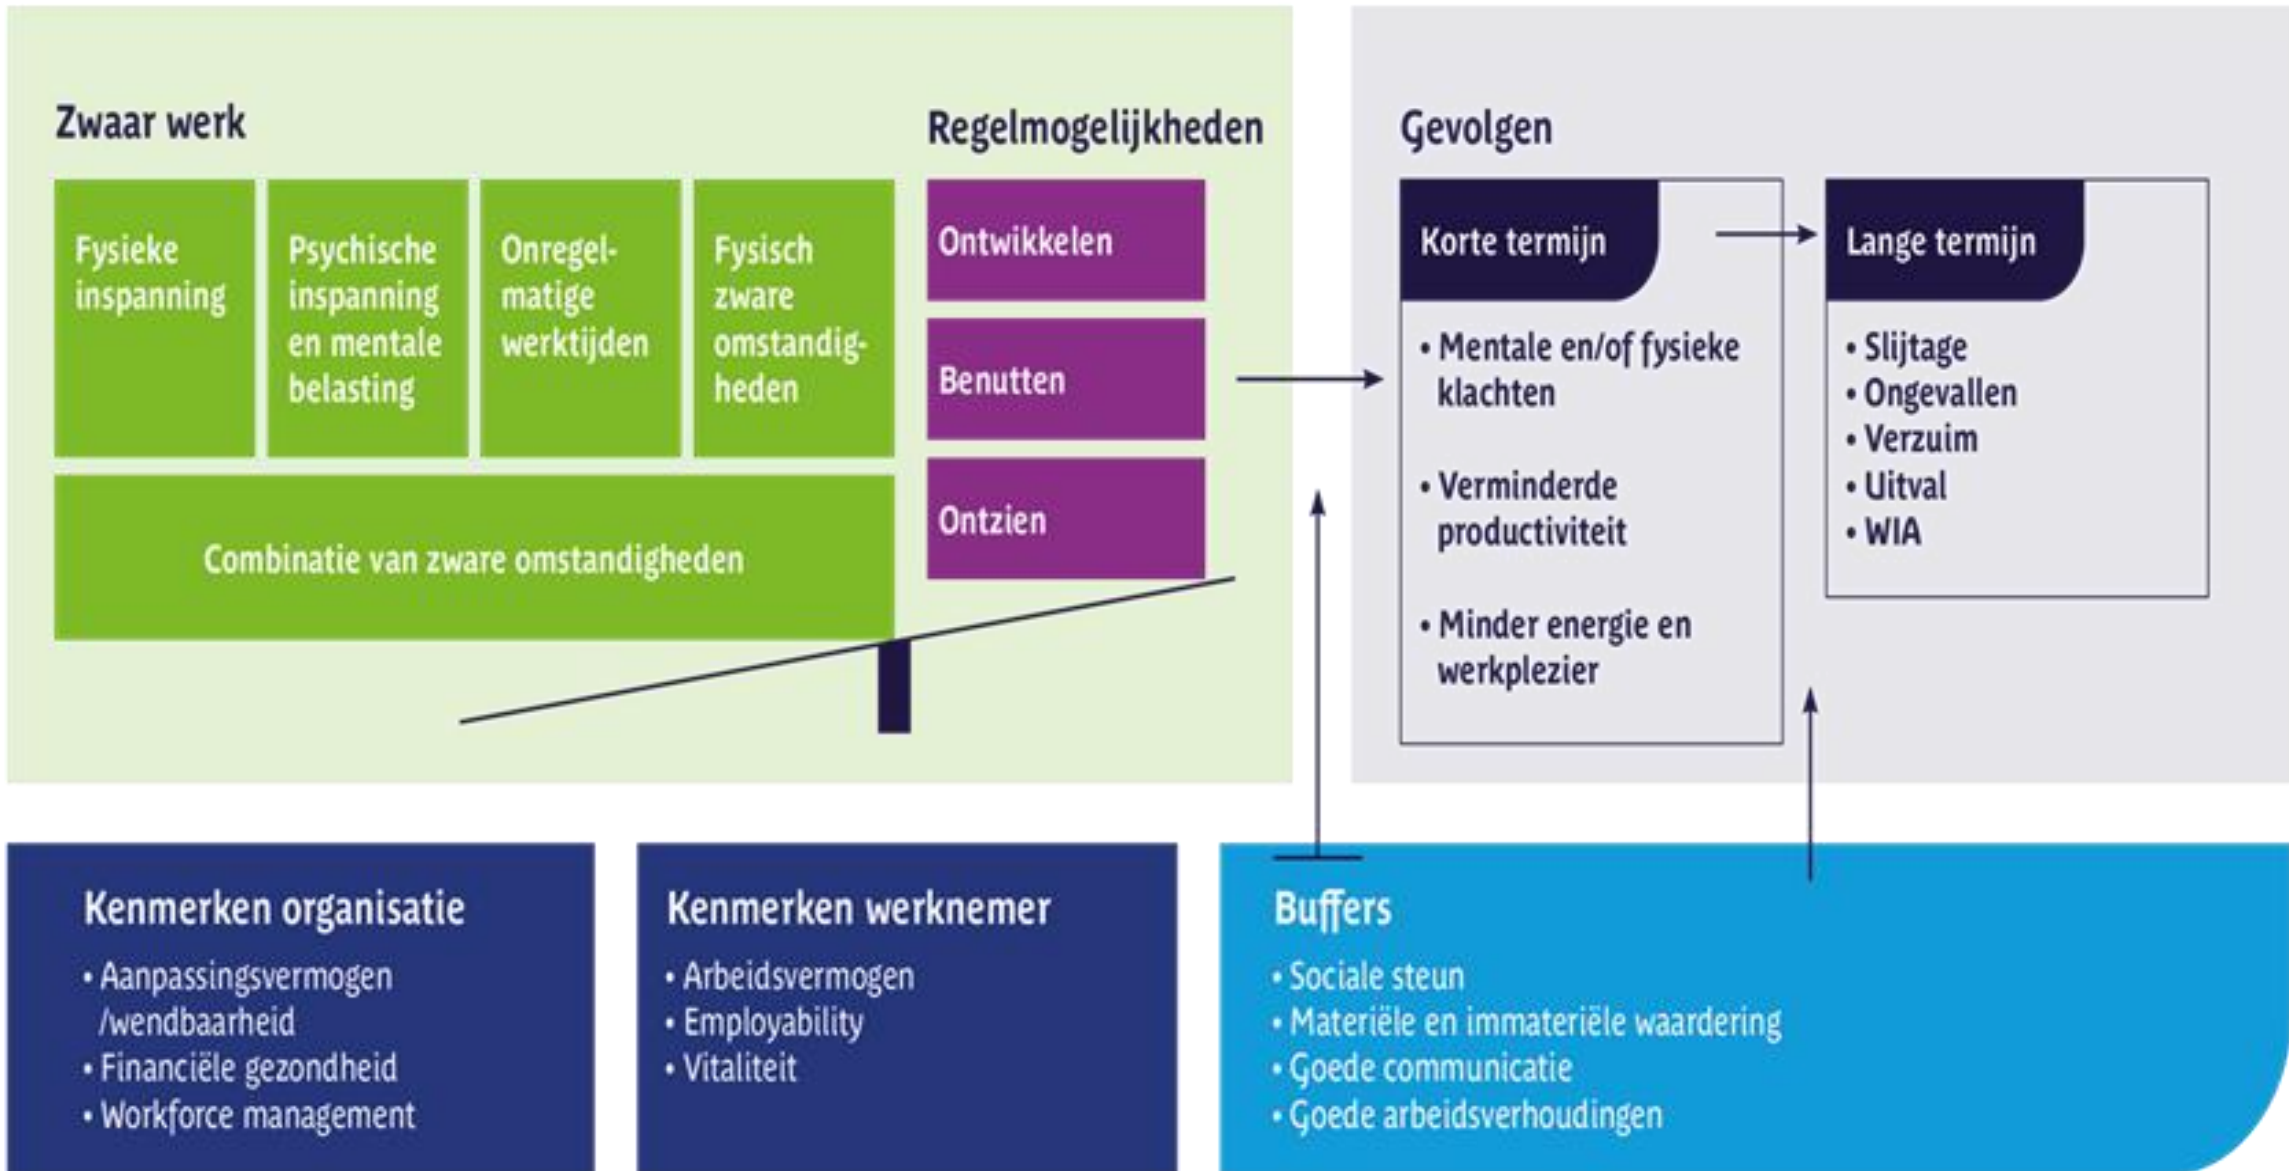 Zwaar werk
Fysieke
inspanning
Psychische
inspanning
en mentale
belasting
Onregel-
matige
werktijden
Fysisch
zware
omstandig-
heden
Combinatie van zware omstandigheden
Regelmogelijkheden
Ontwikkelen
Benutten
Ontzien
Gevolgen
Korte termijn
• Mentale en/of fysieke
klachten
• Verminderde
productiviteit
• Minder energie en
werkplezier
Lange termijn
• Slijtage
• Ongevallen
• Verzuim
• Uitval
• WIA
Kenmerken organisatie
• Aanpassingsvermogen
/wendbaarheid
• Financiële gezondheid
• Workforce management
Kenmerken werknemer
• Arbeidsvermogen
• Employability
• Vitaliteit
Buffers
• Sociale steun
• Materiële en immateriële waardering
• Goede communicatie
• Goede arbeidsverhoudingen